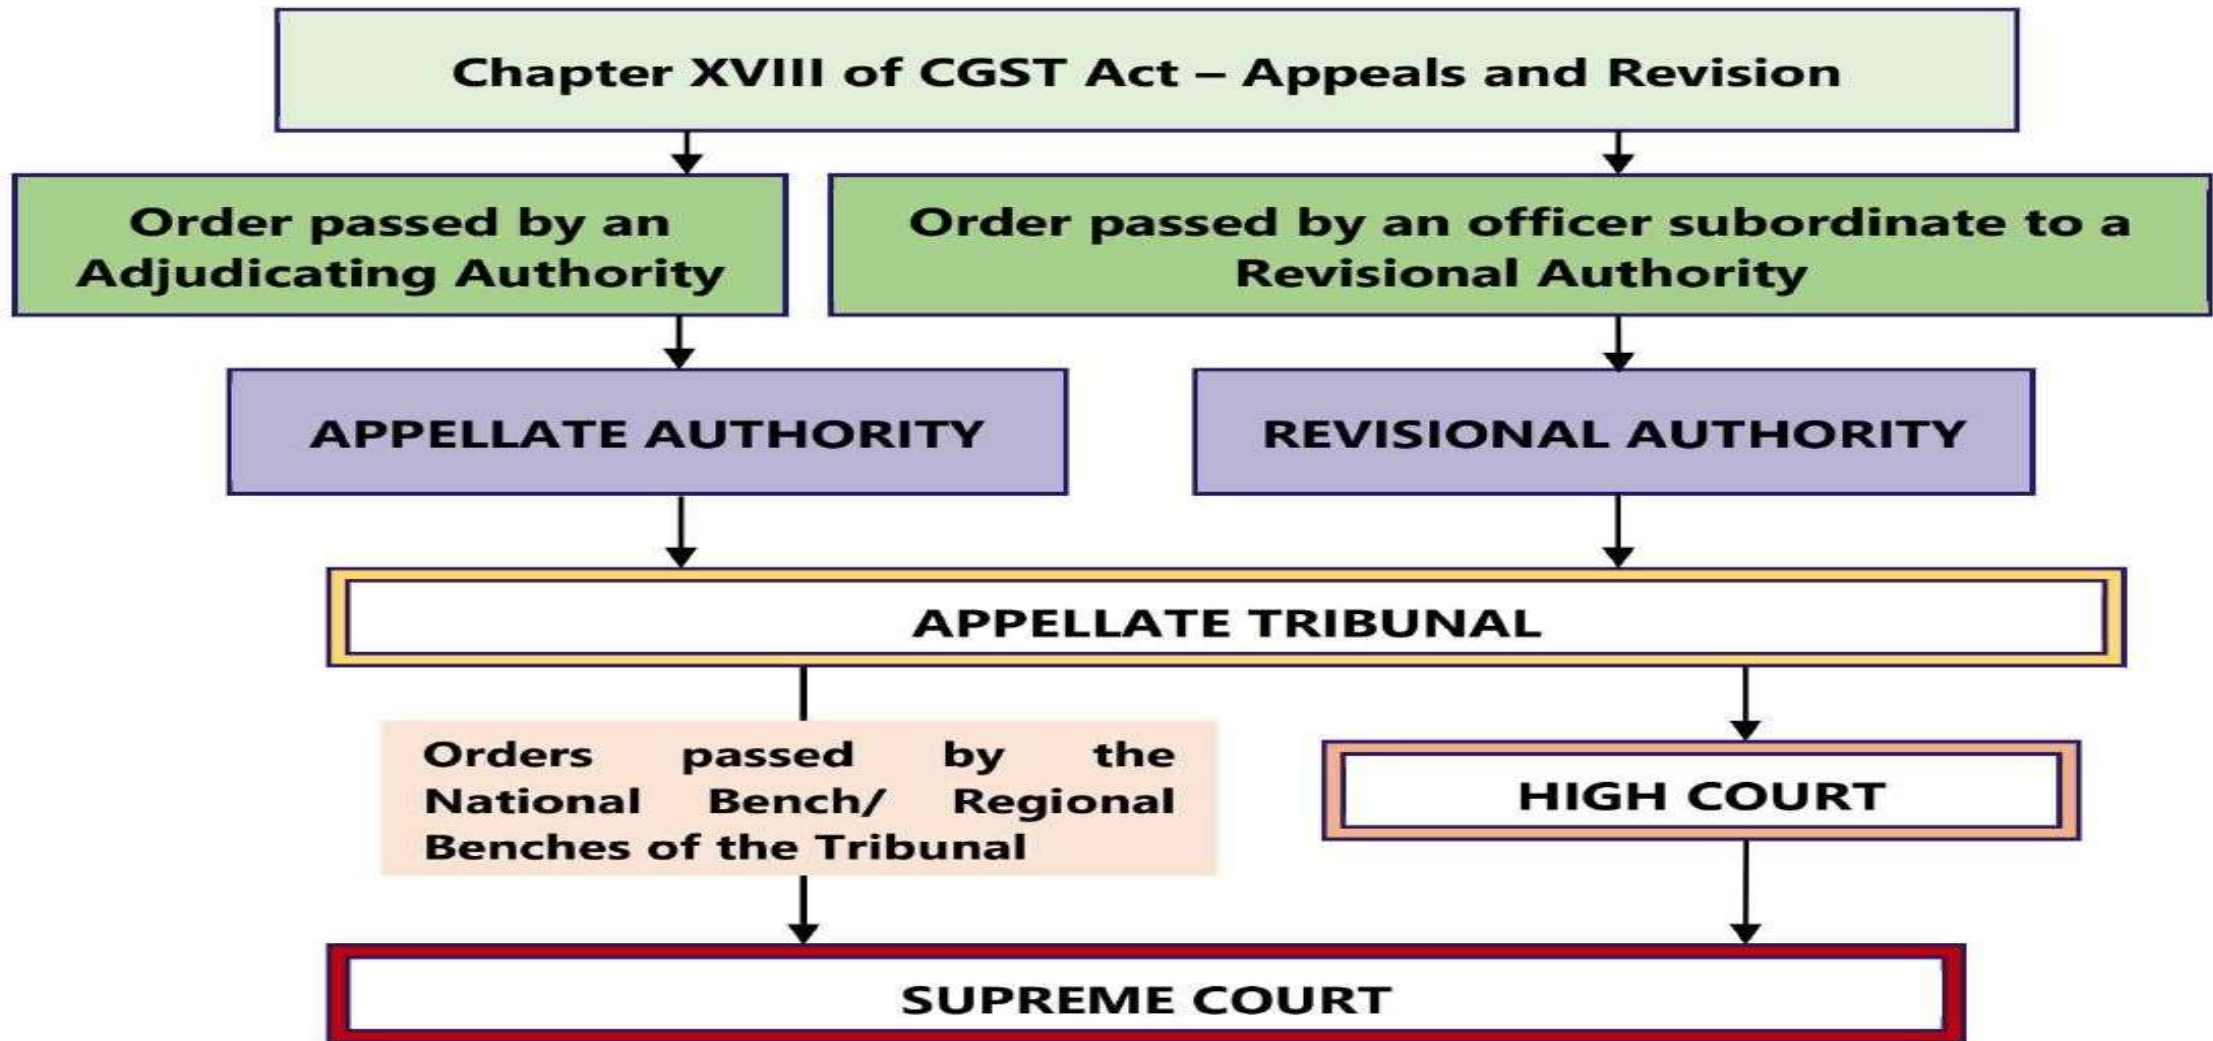 Chapter XVIII of CGST Act – Appeals and Revision
Order passed by an
Adjudicating Authority
Order passed by an officer subordinate to a
Revisional Authority
APPELLATE AUTHORITY
REVISIONAL AUTHORITY
APPELLATE TRIBUNAL
Orders passed by the
National Bench/ Regional
Benches of the Tribunal
HIGH COURT
SUPREME COURT